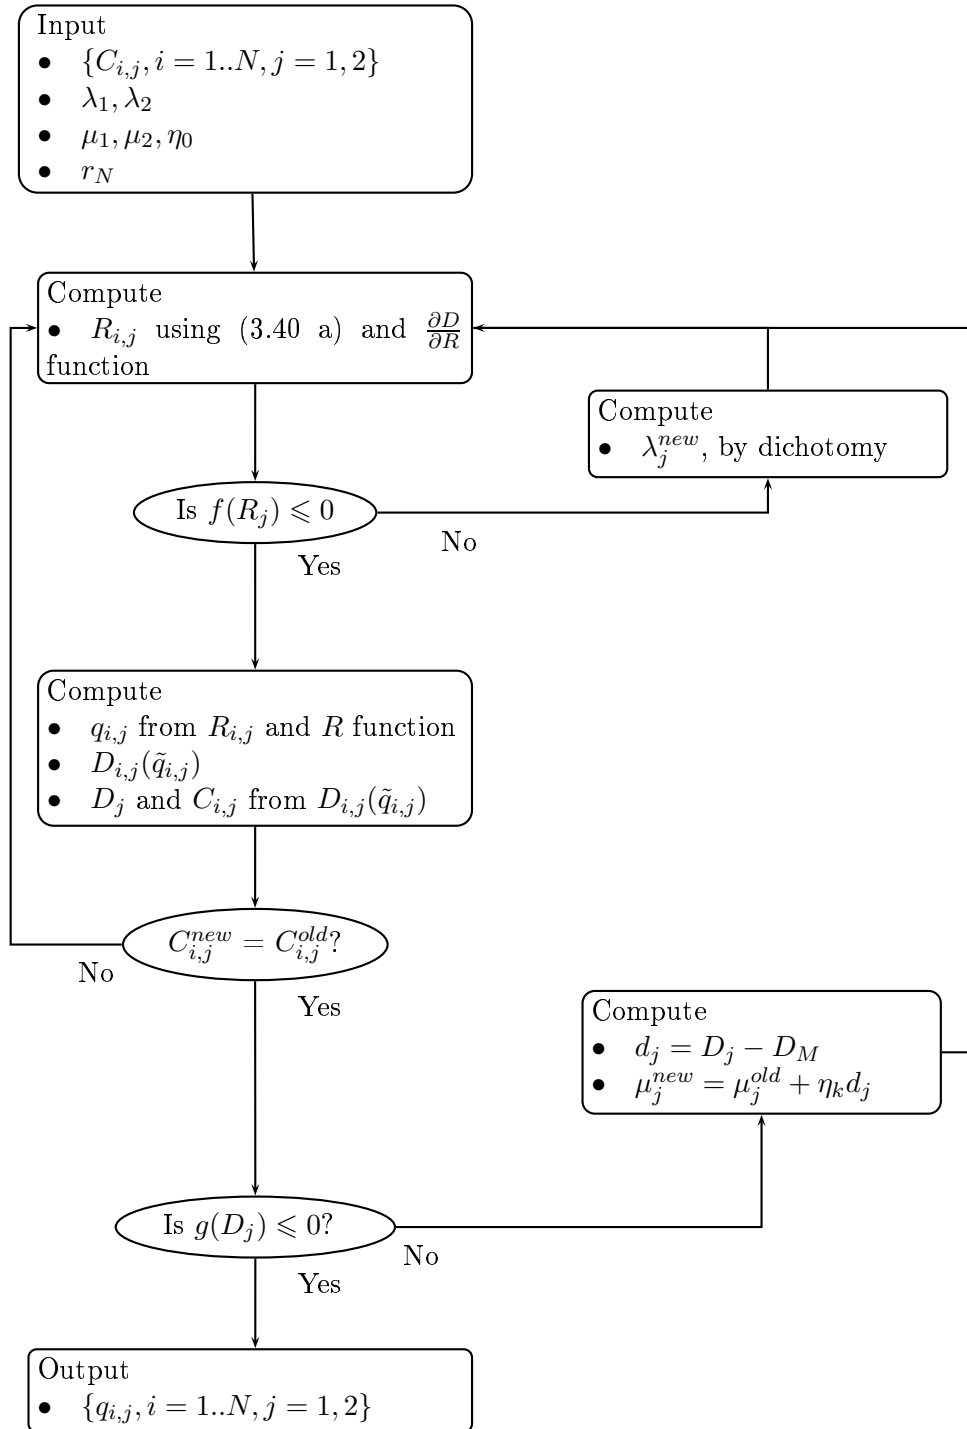 Input
• {C_{i,j}, i = 1..N, j = 1, 2}
• λ_1, λ_2
• μ_1, μ_2, η_0
• r_N
Compute
• R_{i,j} using (3.40 a) and ∂D/∂R
function
Compute
• λ_j^{new}, by dichotomy
Is f(R_j) ⩽ 0
No
Yes
Compute
• q_{i,j} from R_{i,j} and R function
• D_{i,j}(q̃_{i,j})
• D_j and C_{i,j} from D_{i,j}(q̃_{i,j})
C_{i,j}^{new} = C_{i,j}^{old}?
No
Yes
Compute
• d_j = D_j − D_M
• μ_j^{new} = μ_j^{old} + η_k d_j
Is g(D_j) ⩽ 0?
No
Yes
Output
• {q_{i,j}, i = 1..N, j = 1, 2}